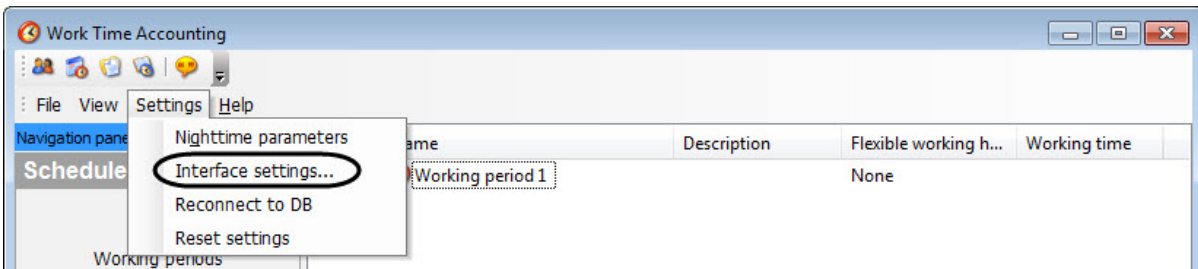 Work Time Accounting
File View Settings Help
Navigation pane
Nighttime parameters
ame Description Flexible working h... Working time
Schedule
Interface settings...
Working period 1 None
Reconnect to DB
Reset settings
Working periods